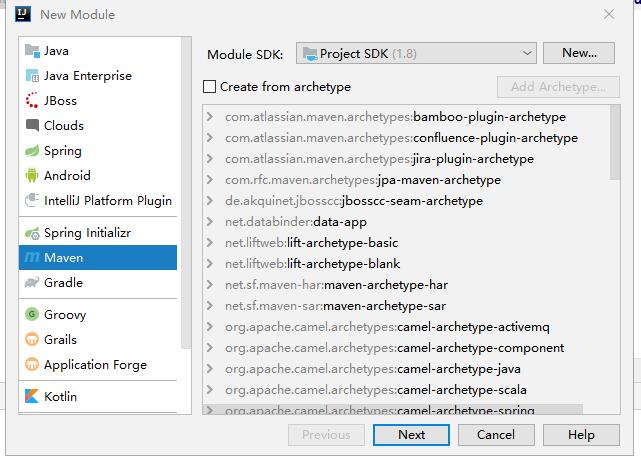 New Module
Java
Java Enterprise
JBoss
Clouds
Spring
Android
IntelliJ Platform Plugin
Spring Initializr
Maven
Gradle
Groovy
Grails
Application Forge
Kotlin
Module SDK: Project SDK (1.8) New...
Create from archetype Add Archetype...
com.atlassian.maven.archetypes:bamboo-plugin-archetype
com.atlassian.maven.archetypes:confluence-plugin-archetype
com.atlassian.maven.archetypes:jira-plugin-archetype
com.rfc.maven.archetypes:jpa-maven-archetype
de.akquinet.jbosscc:jbosscc-seam-archetype
net.databinder:data-app
net.liftweb:lift-archetype-basic
net.liftweb:lift-archetype-blank
net.sf.maven-har:maven-archetype-har
net.sf.maven-sar:maven-archetype-sar
org.apache.camel.archetypes:camel-archetype-activemq
org.apache.camel.archetypes:camel-archetype-component
org.apache.camel.archetypes:camel-archetype-java
org.apache.camel.archetypes:camel-archetype-scala
org.apache.camel.archetypes:camel-archetype-spring
Previous Next Cancel Help